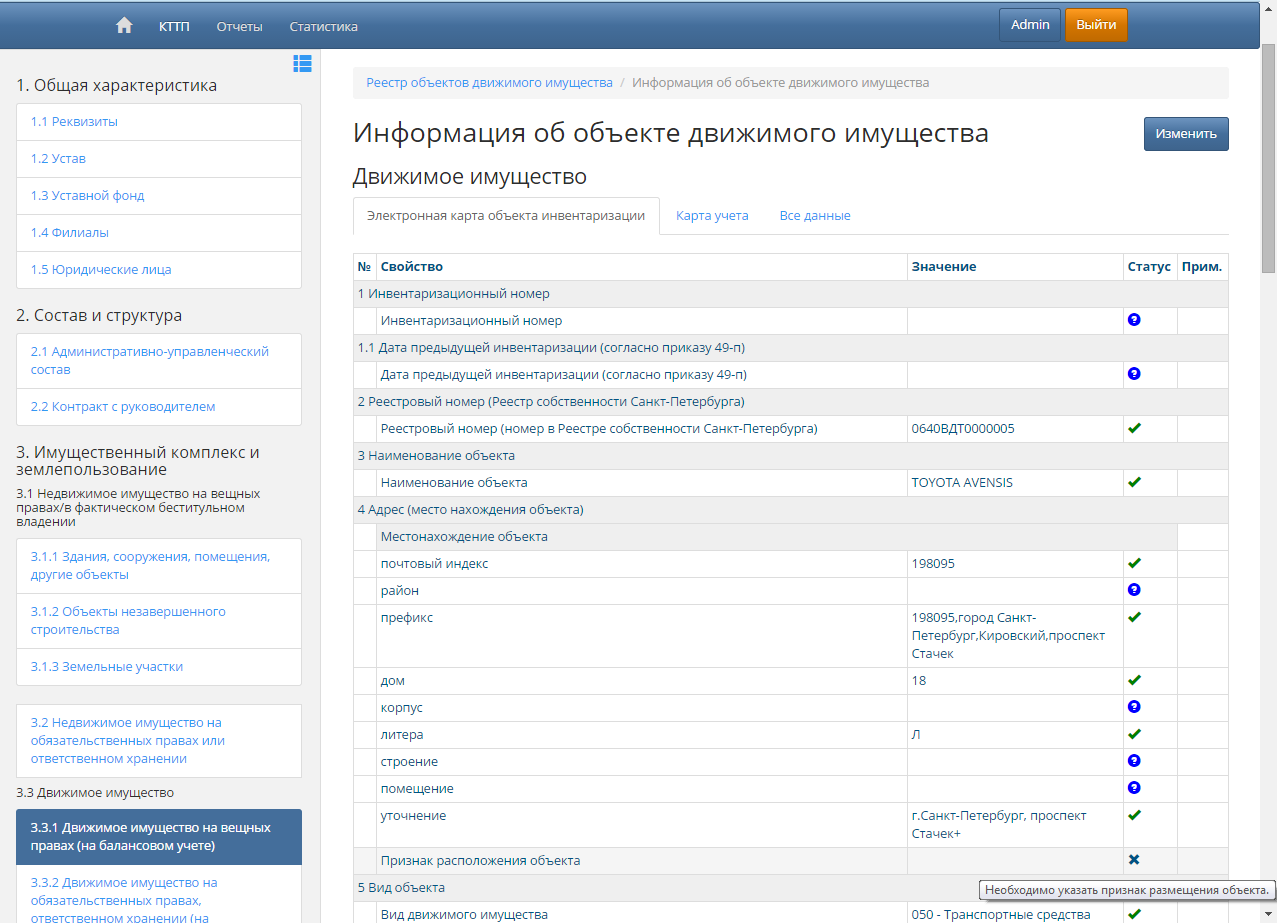 КТТП Отчеты Статистика Admin Выйти
1. Общая характеристика
1.1 Реквизиты
1.2 Устав
1.3 Уставной фонд
1.4 Филиалы
1.5 Юридические лица
2. Состав и структура
2.1 Административно-управленческий
состав
2.2 Контракт с руководителем
3. Имущественный комплекс и
землепользование
3.1 Недвижимое имущество на вещных
правах/в фактическом беститульном
владении
3.1.1 Здания, сооружения, помещения,
другие объекты
3.1.2 Объекты незавершенного
строительства
3.1.3 Земельные участки
3.2 Недвижимое имущество на
обязательственных правах или
ответственном хранении
3.3 Движимое имущество
3.3.1 Движимое имущество на вещных
правах (на балансовом учете)
3.3.2 Движимое имущество на
обязательственных правах,
ответственном хранении (на
Реестр объектов движимого имущества / Информация об объекте движимого имущества
Информация об объекте движимого имущества
Изменить
Движимое имущество
Электронная карта объекта инвентаризации Карта учета Все данные
№ Свойство Значение Статус Прим.
1 Инвентаризационный номер
Инвентаризационный номер
1.1 Дата предыдущей инвентаризации (согласно приказу 49-п)
Дата предыдущей инвентаризации (согласно приказу 49-п)
2 Реестровый номер (Реестр собственности Санкт-Петербурга)
Реестровый номер (номер в Реестре собственности Санкт-Петербурга) 0640ВДТ0000005
3 Наименование объекта
Наименование объекта TOYOTA AVENSIS
4 Адрес (место нахождения объекта)
Местонахождение объекта
почтовый индекс 198095
район
префикс 198095,город Санкт-
Петербург,Кировский,проспект
Стачек
дом 18
корпус
литера Л
строение
помещение
уточнение г.Санкт-Петербург, проспект
Стачек+
Признак расположения объекта
5 Вид объекта
Необходимо указать признак размещения объекта.
Вид движимого имущества 050 - Транспортные средства